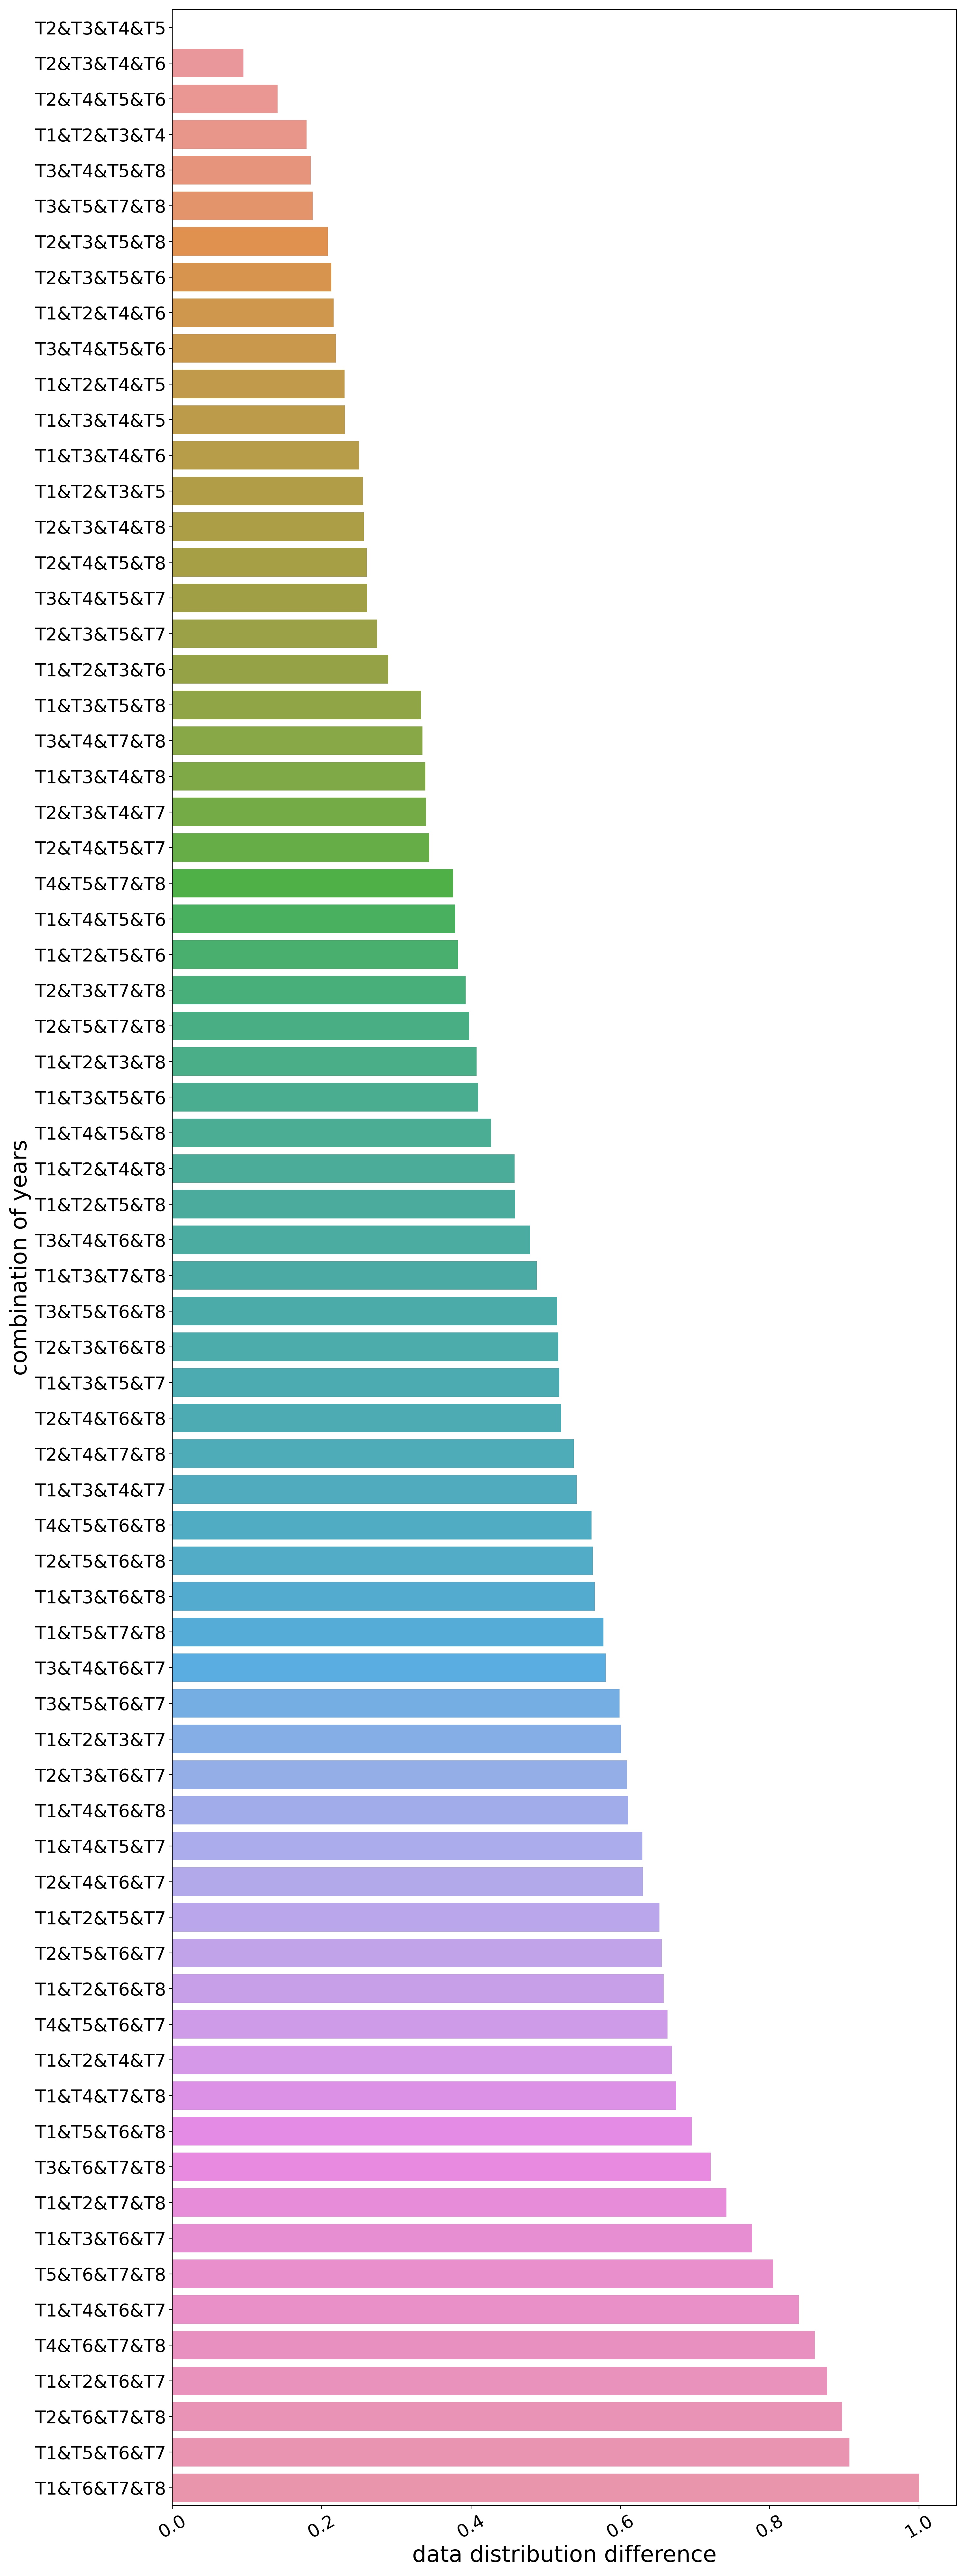 T2&T3&T4&T5
T2&T3&T4&T6
T2&T4&T5&T6
T1&T2&T3&T4
T3&T4&T5&T8
T3&T5&T7&T8
T2&T3&T5&T8
T2&T3&T5&T6
T1&T2&T4&T6
T3&T4&T5&T6
T1&T2&T4&T5
T1&T3&T4&T5
T1&T3&T4&T6
T1&T2&T3&T5
T2&T3&T4&T8
T2&T4&T5&T8
T3&T4&T5&T7
T2&T3&T5&T7
T1&T2&T3&T6
T1&T3&T5&T8
T3&T4&T7&T8
T1&T3&T4&T8
T2&T3&T4&T7
T2&T4&T5&T7
T4&T5&T7&T8
T1&T4&T5&T6
T1&T2&T5&T6
T2&T3&T7&T8
T2&T5&T7&T8
T1&T2&T3&T8
T1&T3&T5&T6
T1&T4&T5&T8
T1&T2&T4&T8
T1&T2&T5&T8
T3&T4&T6&T8
T1&T3&T7&T8
T3&T5&T6&T8
T2&T3&T6&T8
T1&T3&T5&T7
T2&T4&T6&T8
T2&T4&T7&T8
T1&T3&T4&T7
T4&T5&T6&T8
T2&T5&T6&T8
T1&T3&T6&T8
T1&T5&T7&T8
T3&T4&T6&T7
T3&T5&T6&T7
T1&T2&T3&T7
T2&T3&T6&T7
T1&T4&T6&T8
T1&T4&T5&T7
T2&T4&T6&T7
T1&T2&T5&T7
T2&T5&T6&T7
T1&T2&T6&T8
T4&T5&T6&T7
T1&T2&T4&T7
T1&T4&T7&T8
T1&T5&T6&T8
T3&T6&T7&T8
T1&T2&T7&T8
T1&T3&T6&T7
T5&T6&T7&T8
T1&T4&T6&T7
T4&T6&T7&T8
T1&T2&T6&T7
T2&T6&T7&T8
T1&T5&T6&T7
T1&T6&T7&T8
combination of years
0.0 0.2 0.4 0.6 0.8 1.0
data distribution difference